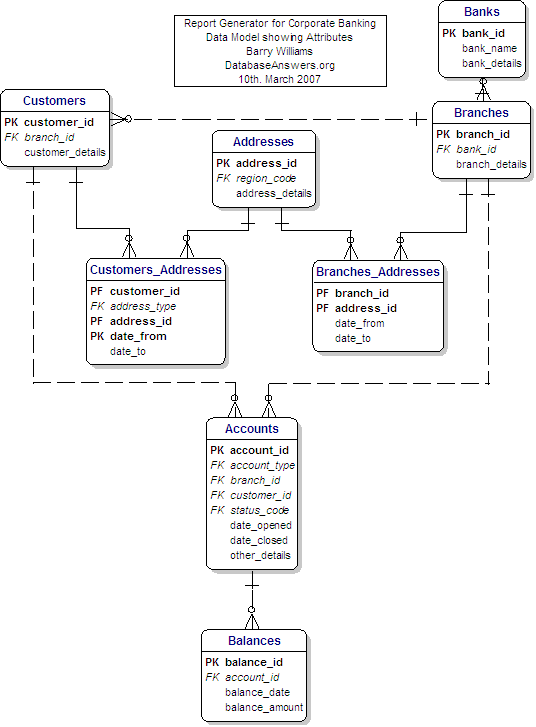 Report Generator for Corporate Banking
Data Model showing Attributes
Barry Williams
DatabaseAnswers.org
10th. March 2007
Banks
PK bank_id
bank_name
bank_details
Customers
PK customer_id
FK branch_id
customer_details
Branches
PK branch_id
FK bank_id
branch_details
Addresses
PK address_id
FK region_code
address_details
Customers_Addresses
PF customer_id
FK address_type
PF address_id
PK date_from
date_to
Branches_Addresses
PF branch_id
PF address_id
date_from
date_to
Accounts
PK account_id
FK account_type
FK branch_id
FK customer_id
FK status_code
date_opened
date_closed
other_details
Balances
PK balance_id
FK account_id
balance_date
balance_amount